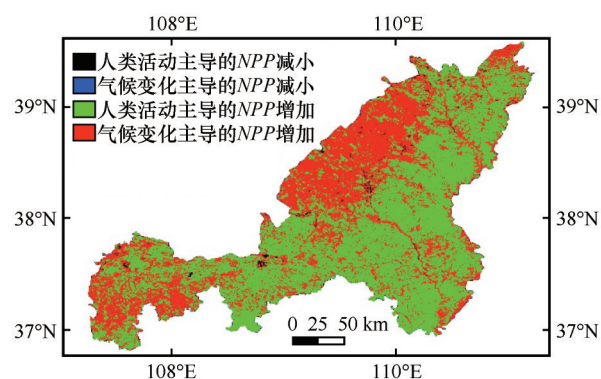 108°E 110°E
人类活动主导的NPP减小
气候变化主导的NPP减小
人类活动主导的NPP增加
气候变化主导的NPP增加
39°N 39°N
38°N 38°N
37°N 37°N
0 25 50 km
108°E 110°E